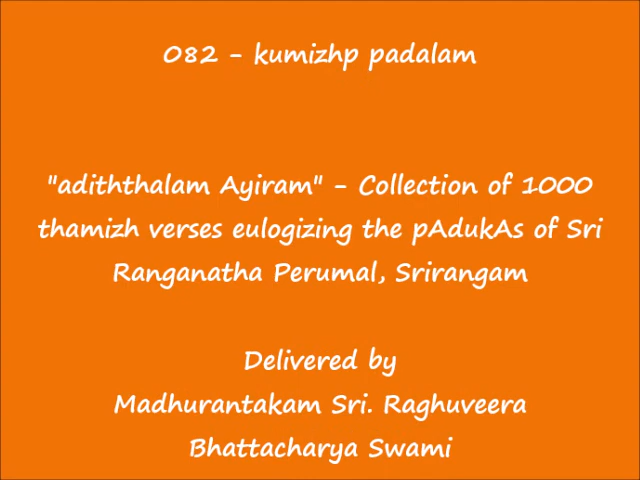 082 - kumizhp padalam
"adiththalam Ayiram" - Collection of 1000
thamizh verses eulogizing the pAdukAs of Sri
Ranganatha Perumal, Srirangam
Delivered by
Madhurantakam Sri. Raghuveera
Bhattacharya Swami